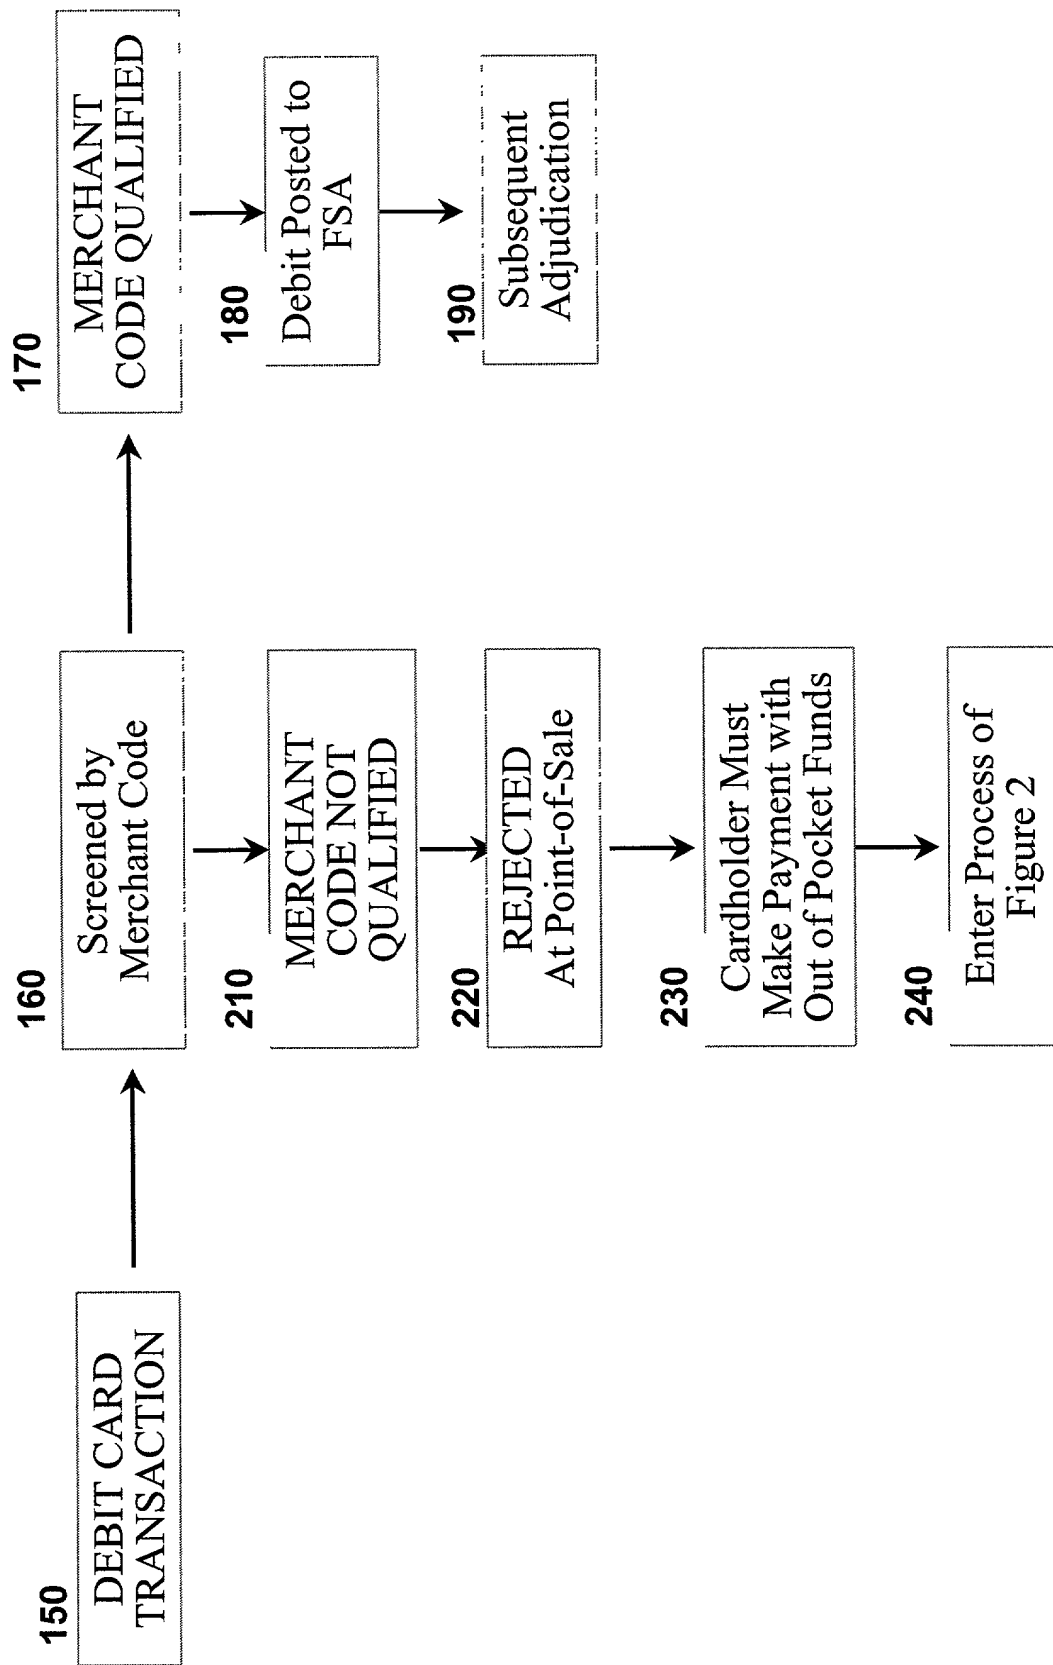 150
DEBIT CARD
TRANSACTION
160
Screened by
Merchant Code
170
MERCHANT
CODE QUALIFIED
180
Debit Posted to
FSA
190
Subsequent
Adjudication
210
MERCHANT
CODE NOT
QUALIFIED
220
REJECTED
At Point-of-Sale
230
Cardholder Must
Make Payment with
Out of Pocket Funds
240
Enter Process of
Figure 2